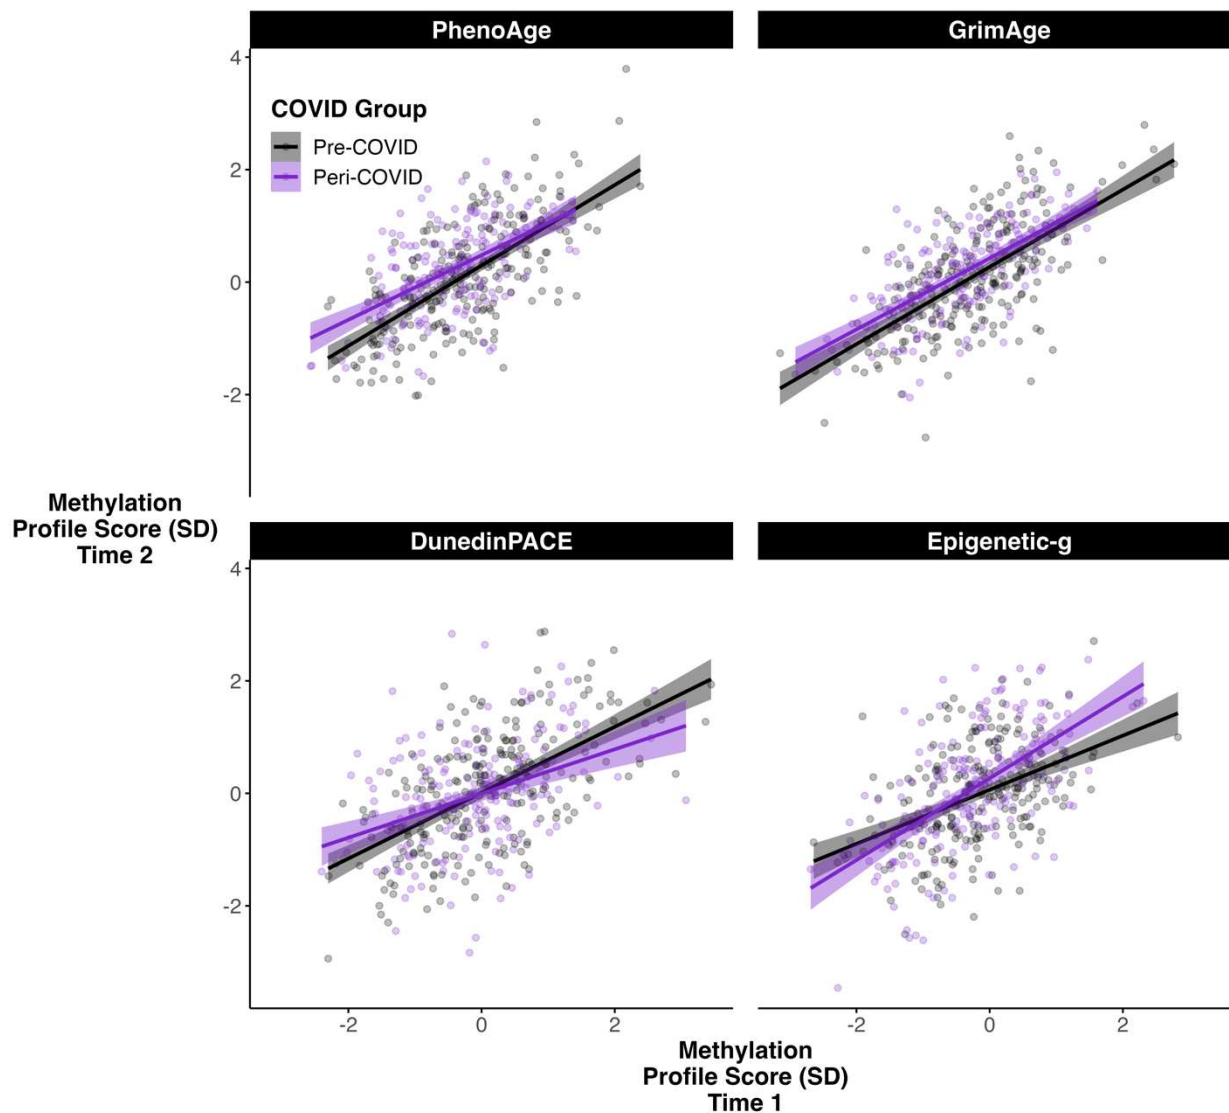 PhenoAge
GrimAge
4
2
0
-2
COVID Group
Pre-COVID
Peri-COVID
Methylation
Profile Score (SD)
Time 2
DunedinPACE
Epigenetic-g
4
2
0
-2
-2
0
2
-2
0
2
Methylation
Profile Score (SD)
Time 1